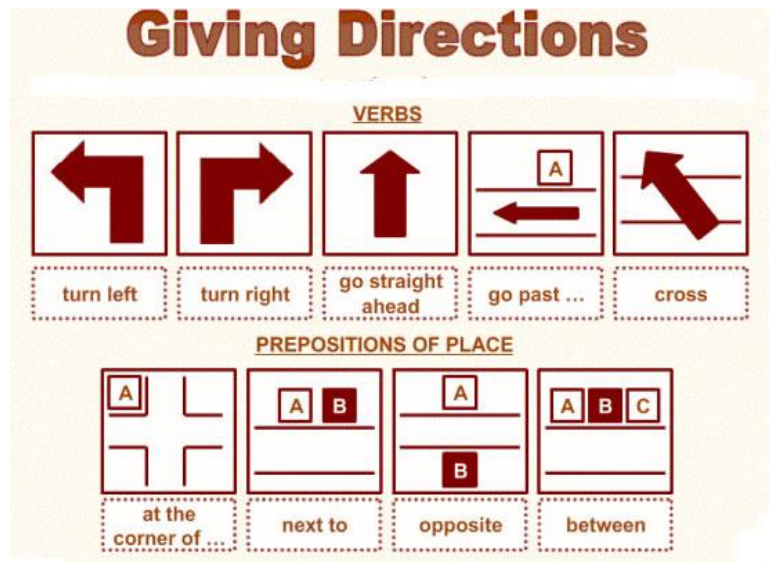 Giving Directions
VERBS
A
turn left
turn right
go straight
ahead
go past ...
cross
PREPOSITIONS OF PLACE
A
A B
A
B
A B C
at the
corner of ...
next to
opposite
between